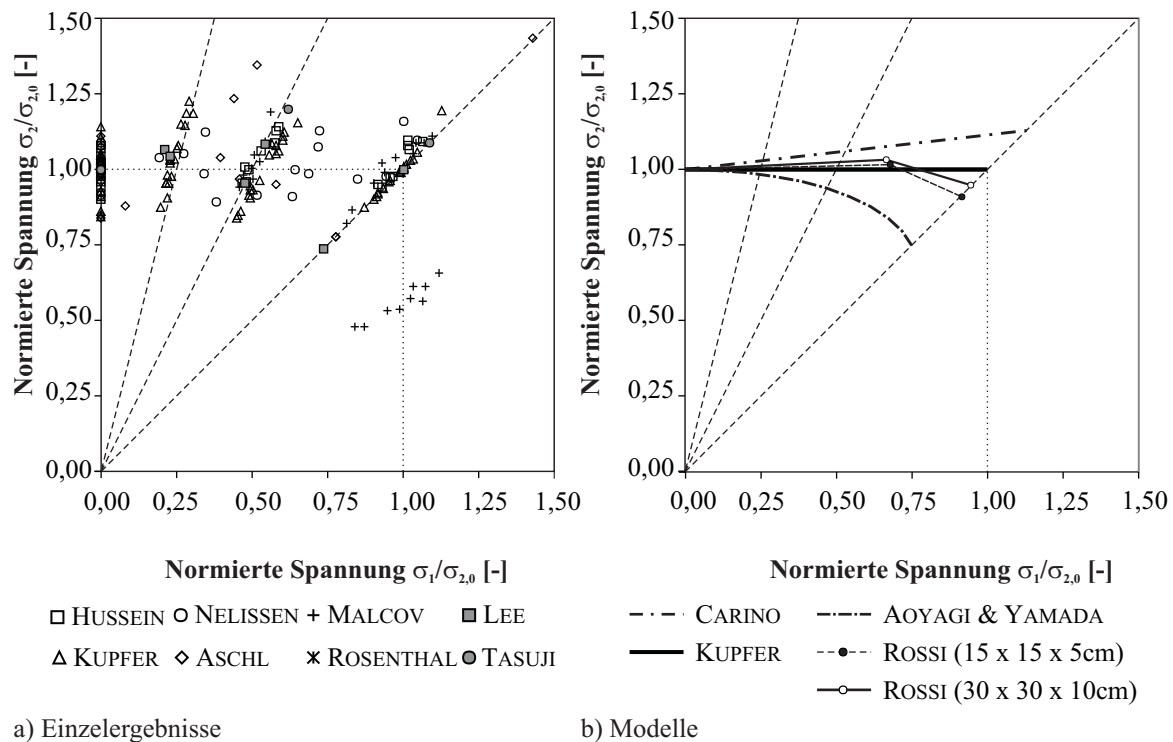 1,50
1,25
1,00
0,75
0,50
0,25
0,00
Normierte Spannung σ2/σ2,0 [-]
0,00 0,25 0,50 0,75 1,00 1,25 1,50
Normierte Spannung σ1/σ2,0 [-]
HUSSEIN NELISSEN MALCOV LEE
KUPFER ASCHL ROSENTHAL TASUJI
a) Einzelergebnisse
1,50
1,25
1,00
0,75
0,50
0,25
0,00
Normierte Spannung σ2/σ2,0 [-]
0,00 0,25 0,50 0,75 1,00 1,25 1,50
Normierte Spannung σ1/σ2,0 [-]
CARINO AOYAGI & YAMADA
KUPFER ROSSI (15 x 15 x 5cm)
ROSSI (30 x 30 x 10cm)
b) Modelle